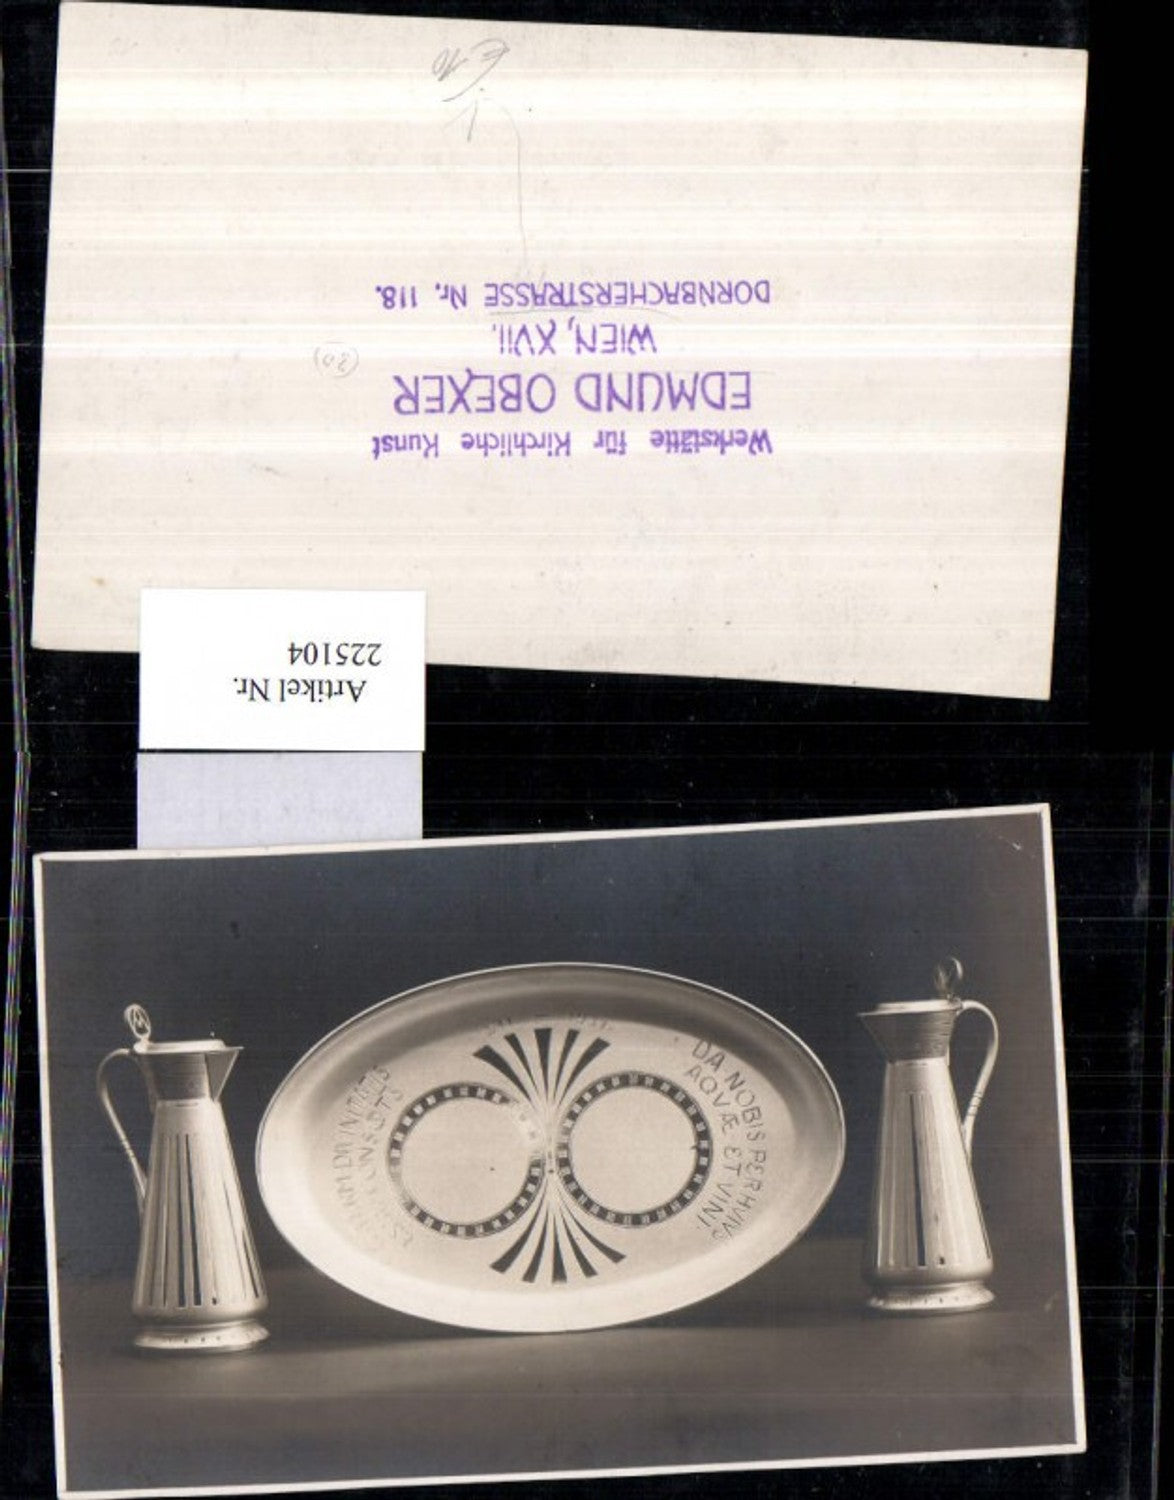 Werkstätte für Kirchliche Kunst
EDMUND OBEXER
WIEN, XVII.
DORNBACHERSTRASSE Nr. 118.
Artikel Nr.
225104
DA NOBIS PER HVIVS
AQVÆ ET VINI